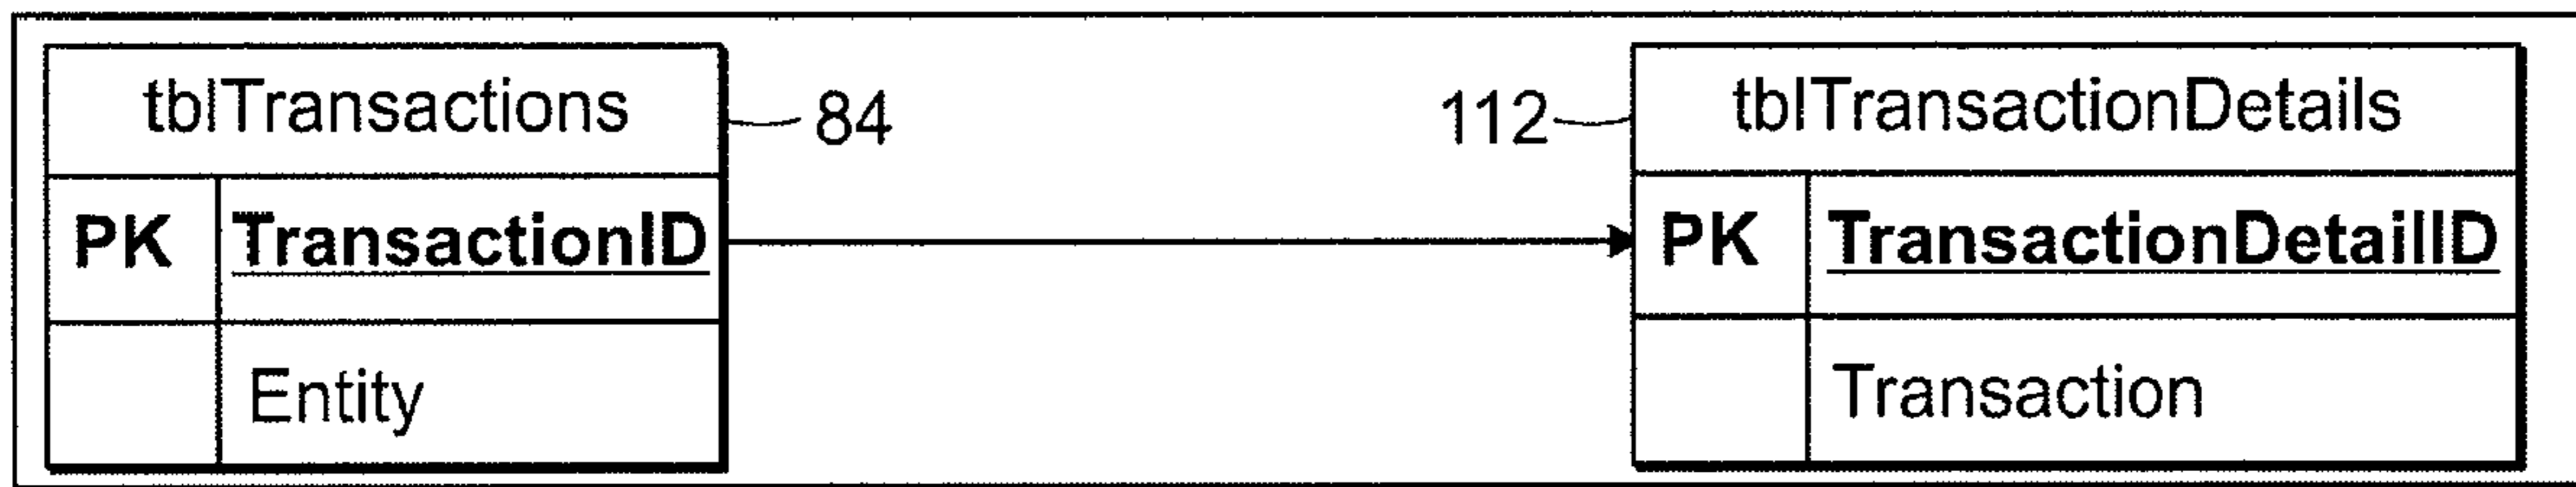 tblTransactions
84
PK TransactionID
Entity
112
tblTransactionDetails
PK TransactionDetailID
Transaction